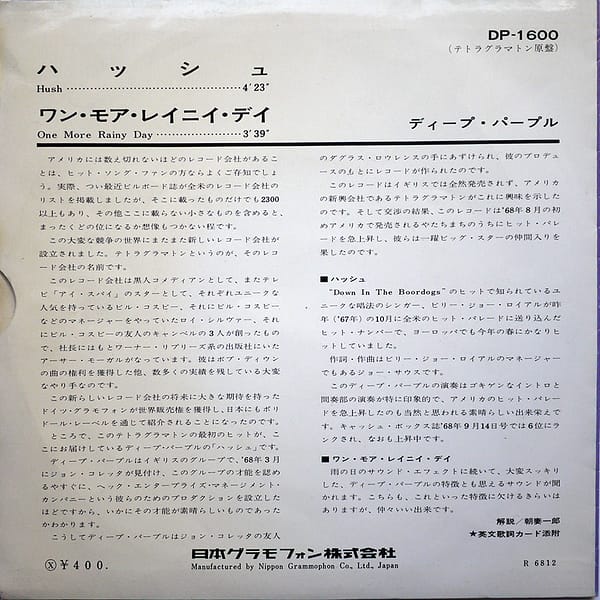 DP-1600
(テトラグラマトン原盤)
ハッシュ
Hush ……………………………… 4′23″
ワン・モア・レイニイ・デイ
One More Rainy Day ……………… 3′39″
ディープ・パープル
アメリカには数え切れないほどのレコード会社があるこ
とは、ヒット・ソング・ファンの方ならよくご存知でしょ
う。実際、つい最近ビルボード誌が全米のレコード会社の
リストを掲載しましたが、そこに載ったものだけでも2300
以上もあり、その他ここに載らない小さなものを含めると、
まったくどの位になるか想像もつかない程です。
この大変な競争の世界にまたまた新しいレコード会社が
設立されました。テトラグラマトンというのが、そのレコ
ード会社の名前です。
このレコード会社は黒人コメディアンとして、またテレ
ビ「アイ・スパイ」のスターとして、それぞれユニークな
人気を持っているビル・コスビー、それにビル・コスビー
などのマネージャーをやっていたロイ・シルヴァー、それ
にビル・コスビーの友人のキャンベルの3人が創ったもの
で、社長にはもとワーナー・リプリーズ系の出版社にいた
アーサー・モーガルがなっています。彼はボブ・ディラン
の曲の権利を獲得した他、数多くの実績を残している大変
なやり手なのです。
この新しいレコード会社の将来に大きな期待を持った
ドイツ・グラモフォンが世界販売権を獲得し、日本にもポリ
ドール・レーベルを通じて紹介されることになったのです。
ところで、このテトラグラマトンの最初のヒットが、こ
こにお届けしているディープ・パープルの「ハッシュ」です。
ディープ・パープルはイギリスのグループで、'68年3月
にジョン・コレッタが見付け、このグループの才能を認め
るやすぐに、ヘック・エンタープライズ・マネージメント・
カンパニーという彼らのためのプロダクションを設立した
ほどですから、いかにその才能が素晴らしいものであった
かわかります。
こうしてディープ・パープルはジョン・コレッタの友人
のダグラス・ロウレンスの手にあずけられ、彼のプロデュ
ースのもとにレコードが作られたのです。
このレコードはイギリスでは全然発売されず、アメリカ
の新興会社であるテトラグラマトンがこれに興味を示した
のです。そして交渉の結果、このレコードは'68年8月の初
めアメリカで発売されるやたちまちのうちにヒット・パレ
ードを急上昇し、彼らは一躍ビッグ・スターの仲間入りを
果したのです。
■ハッシュ
"Down In The Boordogs" のヒットで知られているユ
ニークな唱法のシンガー、ビリー・ジョー・ロイアルが昨
年('67年)の10月に全米のヒット・パレードに送り込んだ
ヒット・ナンバーで、ヨーロッパでも今年の春にかなりヒ
ットしていました。
作詞・作曲はビリー・ジョー・ロイアルのマネージャー
でもあるジョー・サウスです。
このディープ・パープルの演奏はゴキゲンなイントロと
間奏部の演奏が特に印象的で、アメリカのヒット・パレー
ドを急上昇したのも当然と思われる素晴らしい出来栄えで
す。キャッシュ・ボックス誌'68年9月14日号では6位にラ
ンクされ、なおも上昇中です。
■ワン・モア・レイニイ・デイ
雨の日のサウンド・エフェクトに続いて、大変スッキリ
した、ディープ・パープルの特徴とも思えるサウンドが聞
かれます。こちらも、これといった特徴に欠けるきらいは
ありますが、仲々いい出来です。
解説/朝妻一郎
★英文歌詞カード添附
Ⓧ¥400.
日本グラモフォン株式会社
Manufactured by Nippon Grammophon Co., Ltd., Japan
R 6812